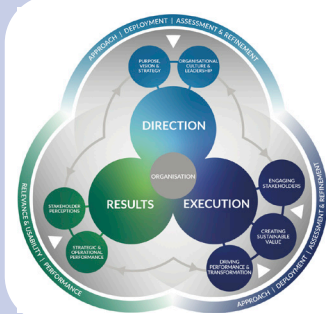 APPROACH | DEPLOYMENT | ASSESSMENT & REFINEMENT
PURPOSE,
VISION &
STRATEGY
ORGANISATIONAL
CULTURE &
LEADERSHIP
DIRECTION
ORGANISATION
RESULTS
EXECUTION
STAKEHOLDER
PERCEPTIONS
STRATEGIC &
OPERATIONAL
PERFORMANCE
ENGAGING
STAKEHOLDERS
CREATING
SUSTAINABLE
VALUE
DRIVING
PERFORMANCE &
TRANSFORMATION
RELEVANCE & USABILITY | PERFORMANCE
APPROACH | DEPLOYMENT | ASSESSMENT & REFINEMENT